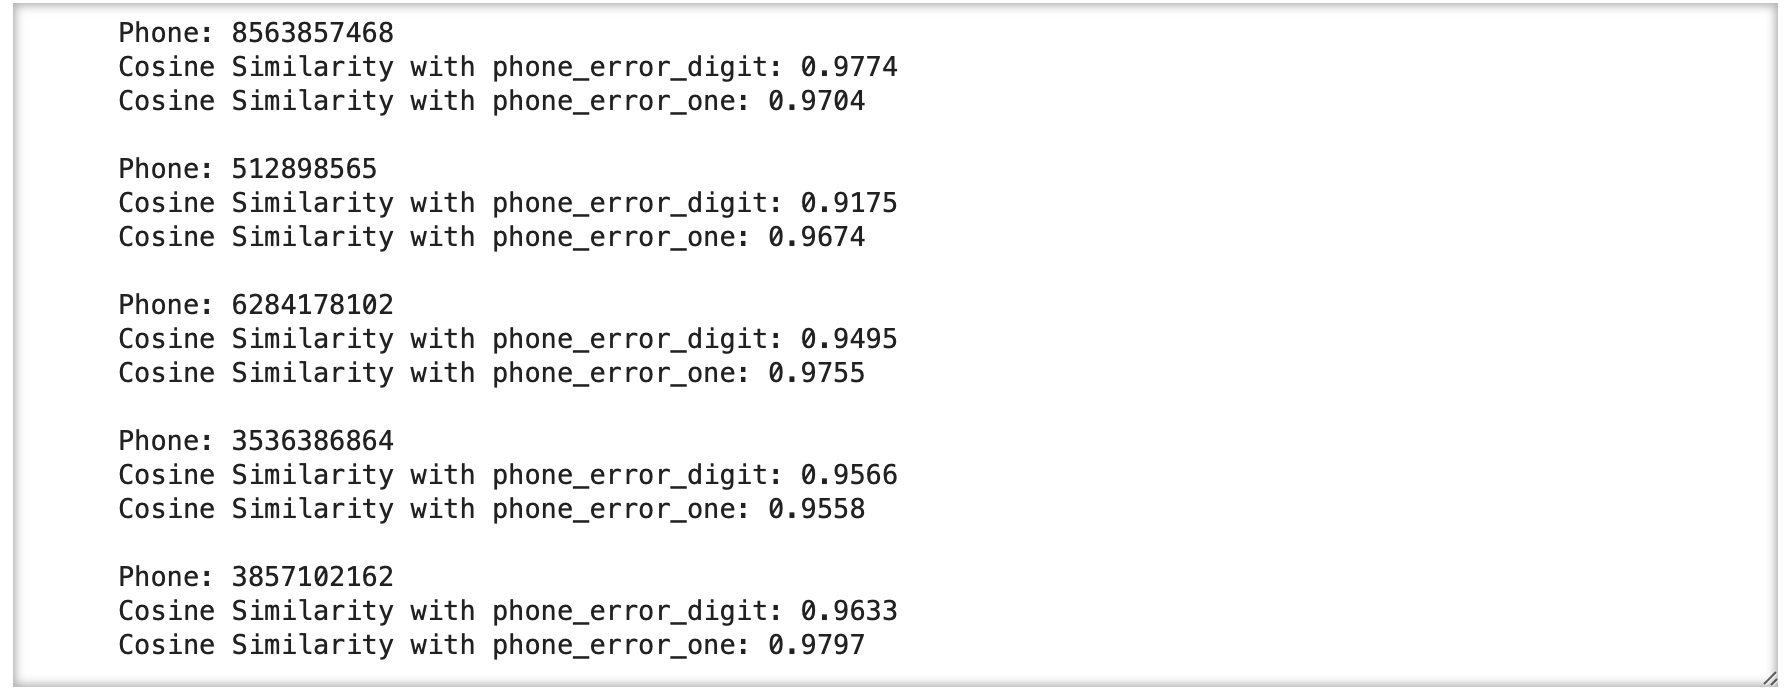 Phone: 8563857468
Cosine Similarity with phone_error_digit: 0.9774
Cosine Similarity with phone_error_one: 0.9704
Phone: 512898565
Cosine Similarity with phone_error_digit: 0.9175
Cosine Similarity with phone_error_one: 0.9674
Phone: 6284178102
Cosine Similarity with phone_error_digit: 0.9495
Cosine Similarity with phone_error_one: 0.9755
Phone: 3536386864
Cosine Similarity with phone_error_digit: 0.9566
Cosine Similarity with phone_error_one: 0.9558
Phone: 3857102162
Cosine Similarity with phone_error_digit: 0.9633
Cosine Similarity with phone_error_one: 0.9797